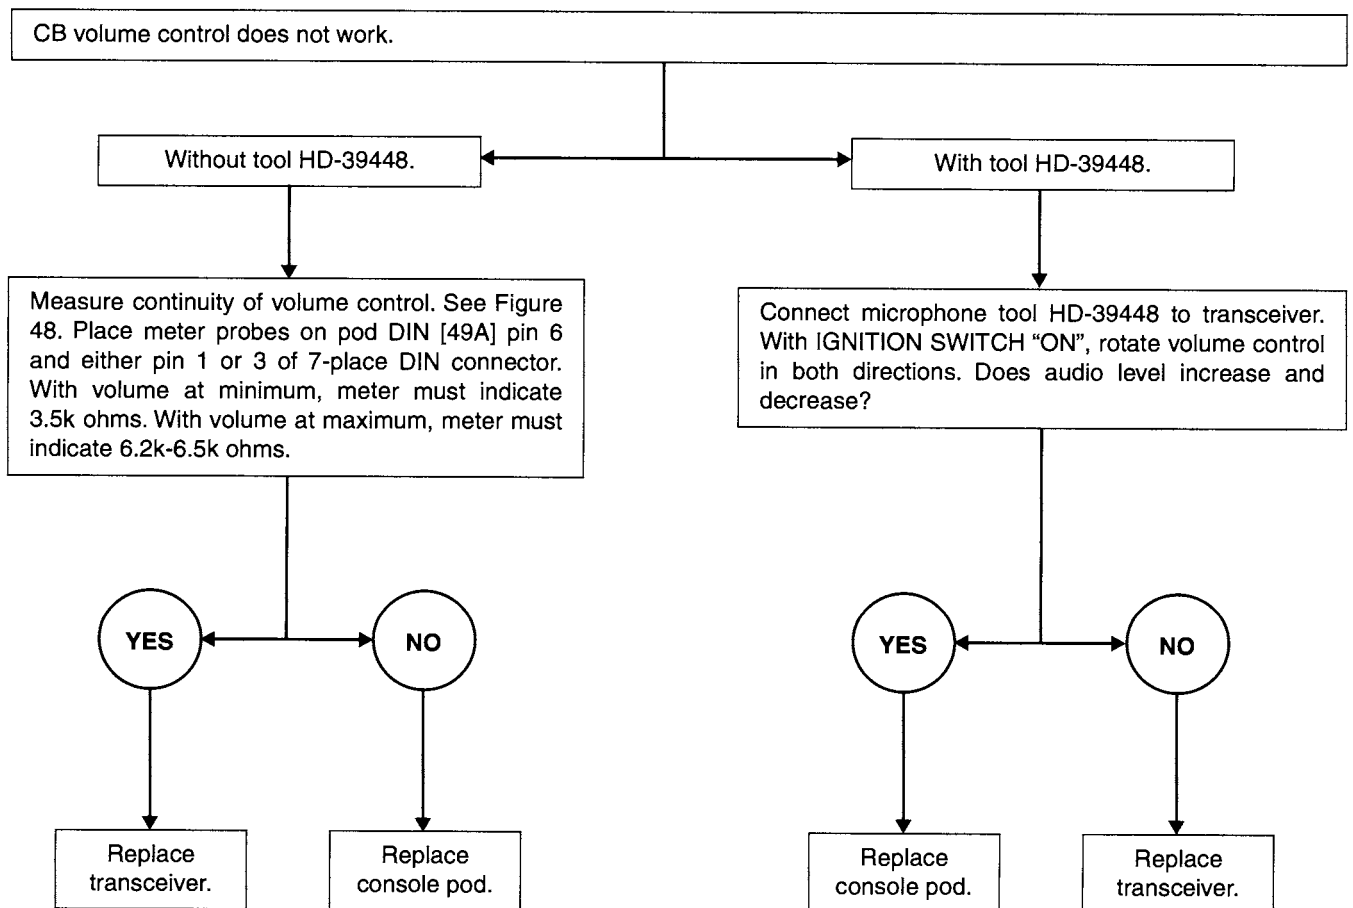 CB volume control does not work.
Without tool HD-39448.
With tool HD-39448.
Measure continuity of volume control. See Figure
48. Place meter probes on pod DIN [49A] pin 6
and either pin 1 or 3 of 7-place DIN connector.
With volume at minimum, meter must indicate
3.5k ohms. With volume at maximum, meter must
indicate 6.2k-6.5k ohms.
Connect microphone tool HD-39448 to transceiver.
With IGNITION SWITCH “ON”, rotate volume control
in both directions. Does audio level increase and
decrease?
YES
NO
YES
NO
Replace
transceiver.
Replace
console pod.
Replace
console pod.
Replace
transceiver.